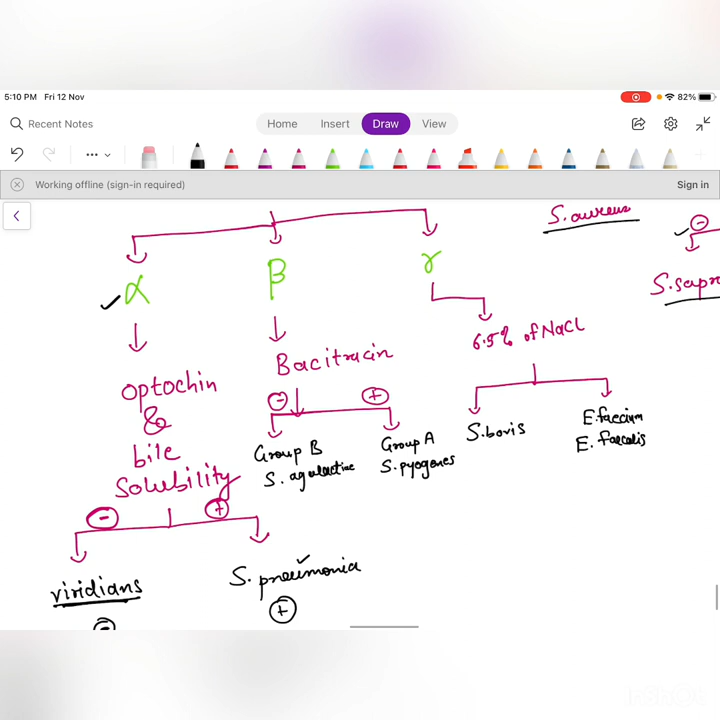 5:10 PM Fri 12 Nov
82%
Recent Notes
Home Insert Draw View
Working offline (sign-in required)
Sign in
S. aureus
⊖
α β γ
6.5% of NaCl
Bacitracin
optochin
&
bile
Solubility
⊖ ⊕
Group B
S. agalactiae
Group A
S. pyogenes
S. bovis
E. faecium
E. faecalis
⊖ ⊕
viridians
S. pneumonia
⊕